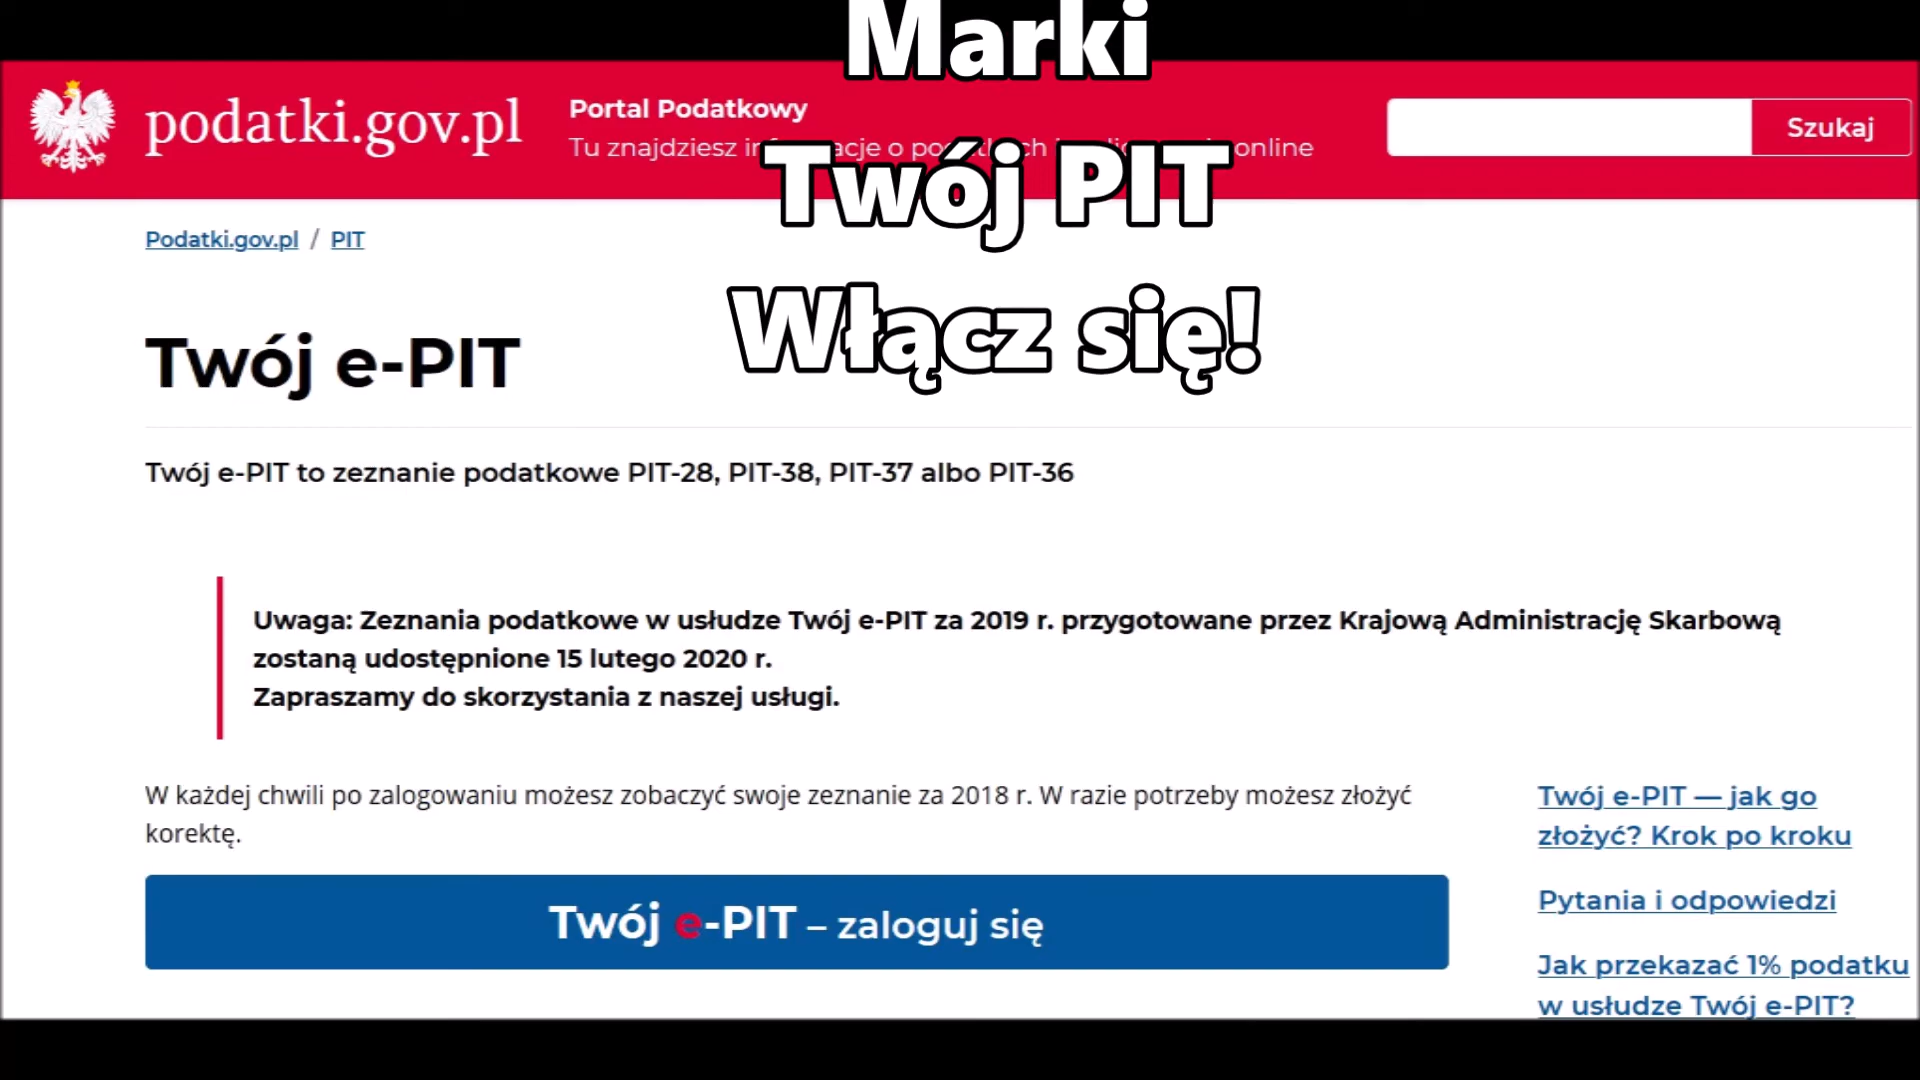 Marki
podatki.gov.pl
Portal Podatkowy
Tu znajdziesz online
Szukaj
Twój PIT
Podatki.gov.pl / PIT
Włącz się!
Twój e-PIT
Twój e-PIT to zeznanie podatkowe PIT-28, PIT-38, PIT-37 albo PIT-36
Uwaga: Zeznania podatkowe w usłudze Twój e-PIT za 2019 r. przygotowane przez Krajową Administrację Skarbową
zostaną udostępnione 15 lutego 2020 r.
Zapraszamy do skorzystania z naszej usługi.
W każdej chwili po zalogowaniu możesz zobaczyć swoje zeznanie za 2018 r. W razie potrzeby możesz złożyć
korektę.
Twój e-PIT – zaloguj się
Twój e-PIT — jak go
złożyć? Krok po kroku
Pytania i odpowiedzi
Jak przekazać 1% podatku
w usłudze Twój e-PIT?